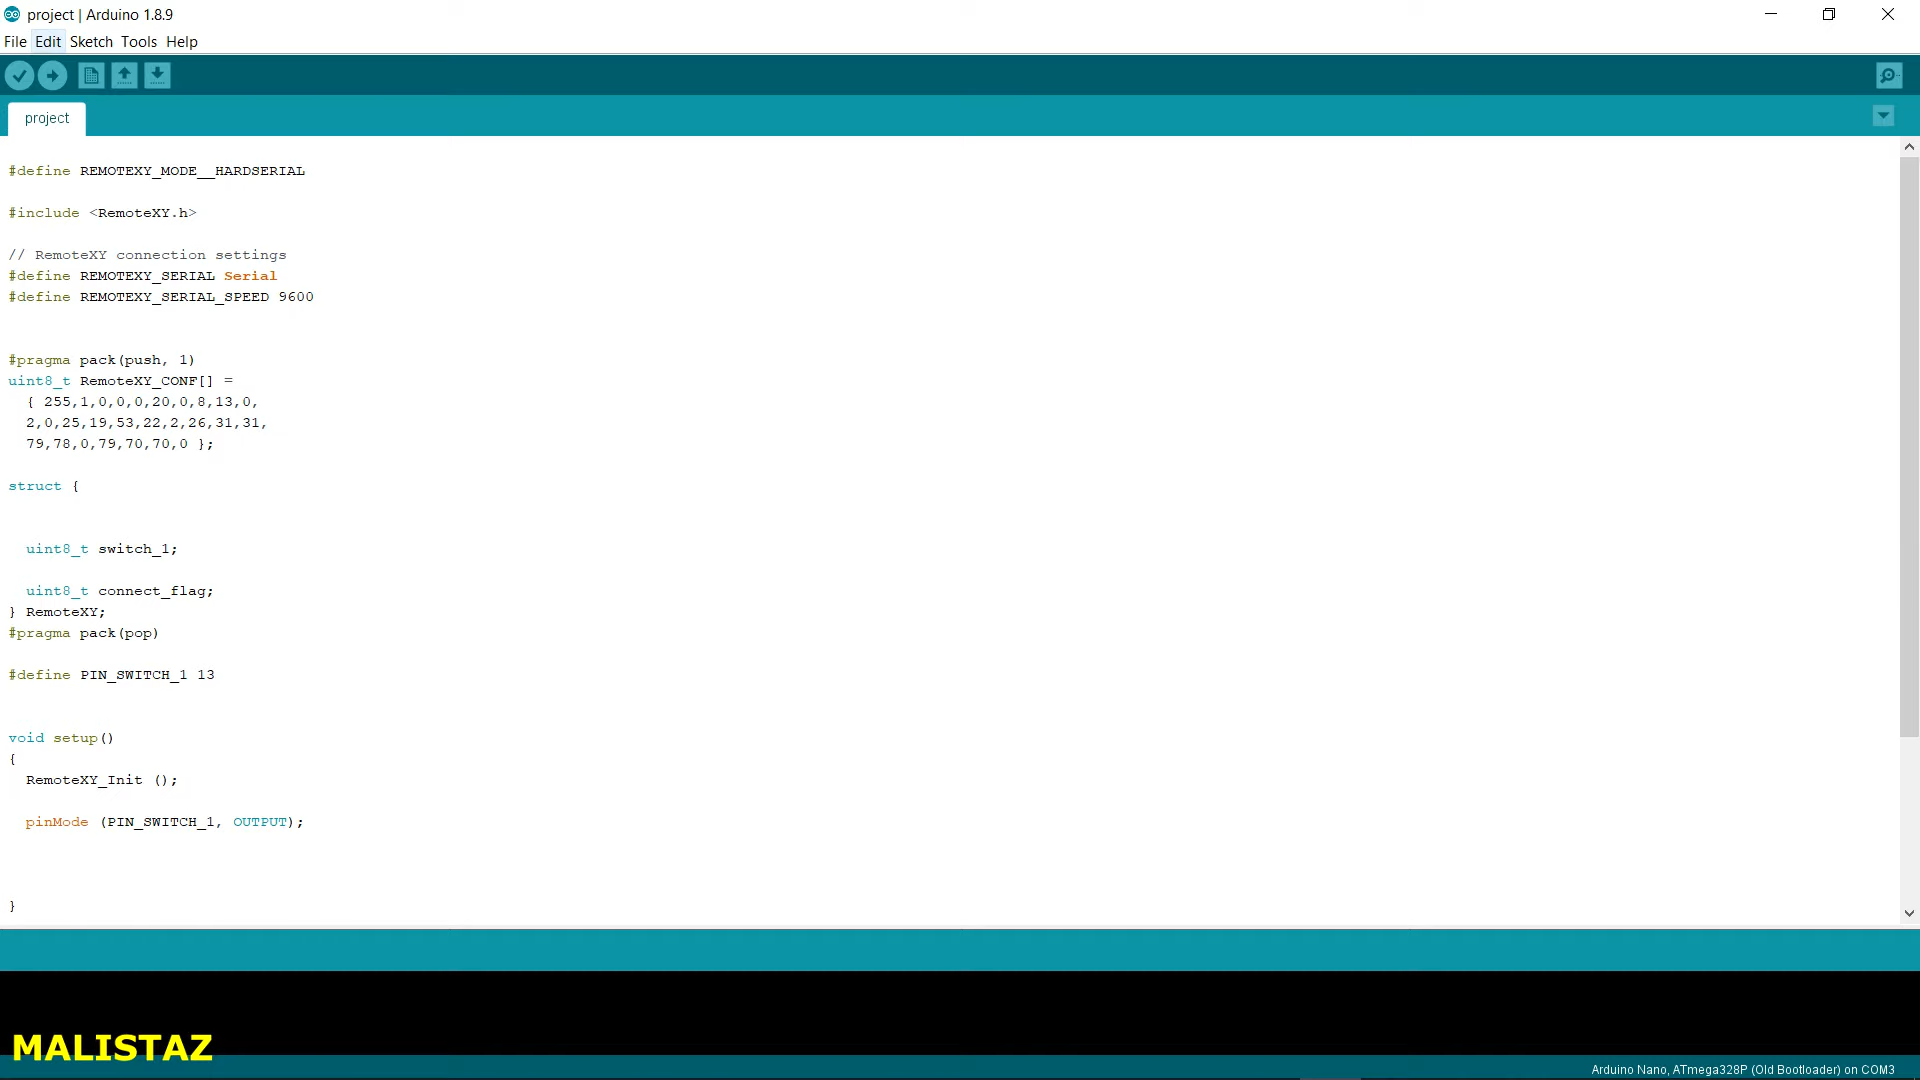 project | Arduino 1.8.9
File Edit Sketch Tools Help
project
#define REMOTEXY_MODE__HARDSERIAL
#include <RemoteXY.h>
// RemoteXY connection settings
#define REMOTEXY_SERIAL Serial
#define REMOTEXY_SERIAL_SPEED 9600
#pragma pack(push, 1)
uint8_t RemoteXY_CONF[] =
{ 255,1,0,0,0,20,0,8,13,0,
2,0,25,19,53,22,2,26,31,31,
79,78,0,79,70,70,0 };
struct {
uint8_t switch_1;
uint8_t connect_flag;
} RemoteXY;
#pragma pack(pop)
#define PIN_SWITCH_1 13
void setup()
{
RemoteXY_Init ();
pinMode (PIN_SWITCH_1, OUTPUT);
}
MALISTAZ
Arduino Nano, ATmega328P (Old Bootloader) on COM3